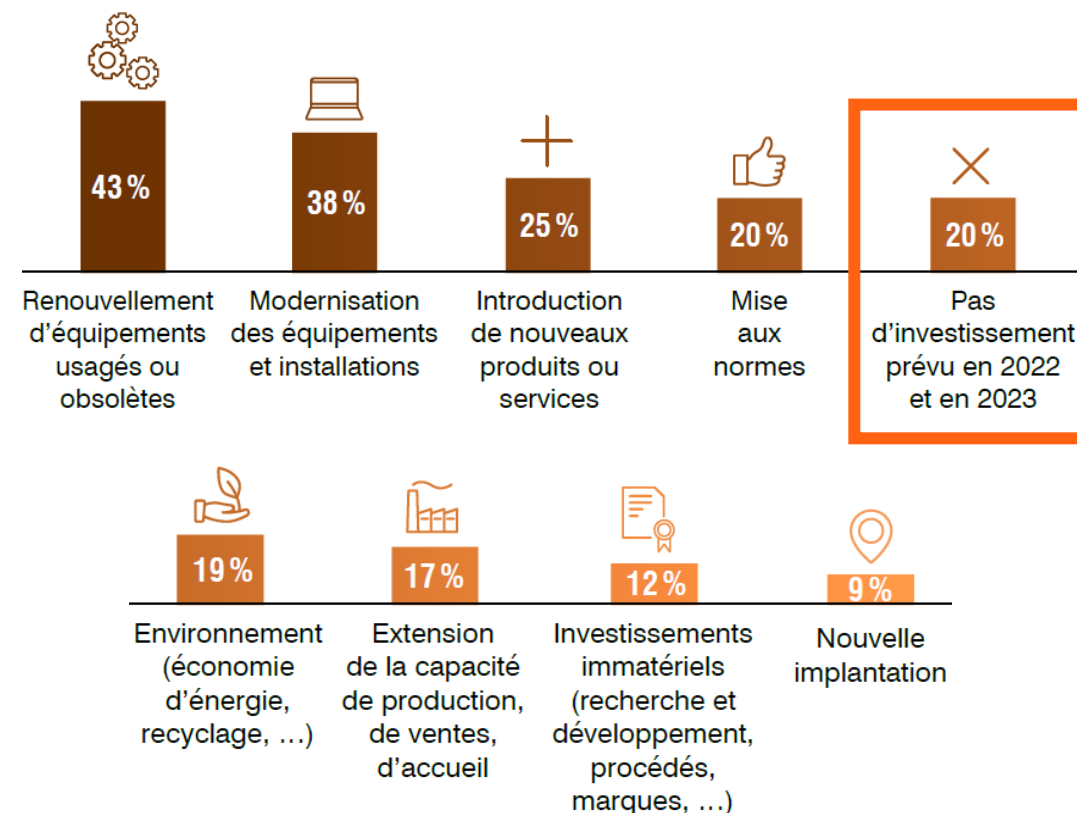 43 %
38 %
25 %
20 %
20 %
Renouvellement
d’équipements
usagés ou
obsolètes
Modernisation
des équipements
et installations
Introduction
de nouveaux
produits ou
services
Mise
aux
normes
Pas
d’investissement
prévu en 2022
et en 2023
19 %
17 %
12 %
9 %
Environnement
(économie
d’énergie,
recyclage, …)
Extension
de la capacité
de production,
de ventes,
d’accueil
Investissements
immatériels
(recherche et
développement,
procédés,
marques, …)
Nouvelle
implantation